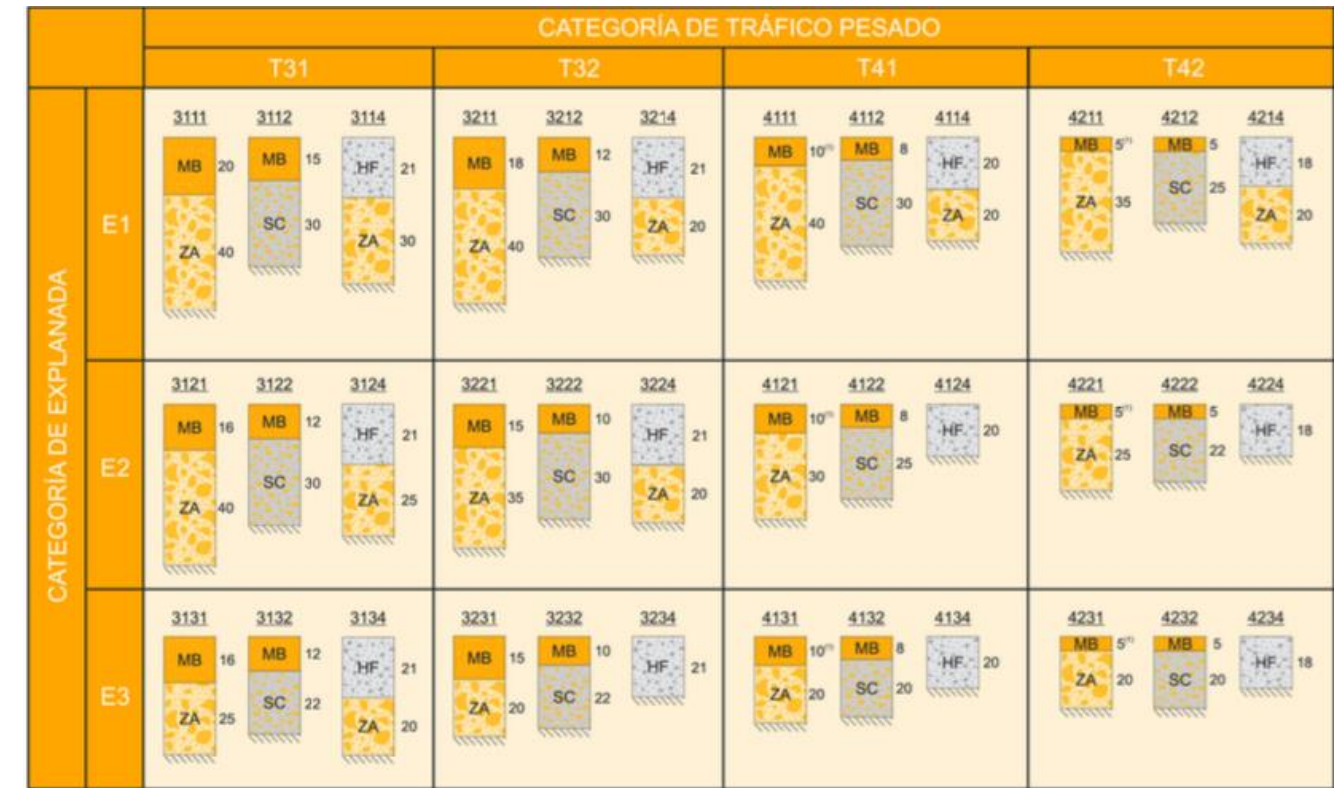 CATEGORÍA DE TRÁFICO PESADO
T31 T32 T41 T42
CATEGORÍA DE EXPLANADA
E1
3111 3112 3114 3211 3212 3214 4111 4112 4114 4211 4212 4214
MB 20 MB 15 HF 21 MB 18 MB 12 HF 21 MB 10(1) MB 8 HF 20 MB 5(1) MB 5 HF 18
ZA 40 SC 30 ZA 30 ZA 40 SC 30 ZA 20 ZA 40 SC 30 ZA 20 ZA 35 SC 25 ZA 20
E2
3121 3122 3124 3221 3222 3224 4121 4122 4124 4221 4222 4224
MB 16 MB 12 HF 21 MB 15 MB 10 HF 21 MB 10(1) MB 8 HF 20 MB 5(1) MB 5 HF 18
ZA 40 SC 30 ZA 25 ZA 35 SC 30 ZA 20 ZA 30 SC 25 ZA 25 SC 22
E3
3131 3132 3134 3231 3232 3234 4131 4132 4134 4231 4232 4234
MB 16 MB 12 HF 21 MB 15 MB 10 HF 21 MB 10(1) MB 8 HF 20 MB 5(1) MB 5 HF 18
ZA 25 SC 22 ZA 20 ZA 20 SC 22 ZA 20 SC 20 ZA 20 SC 20